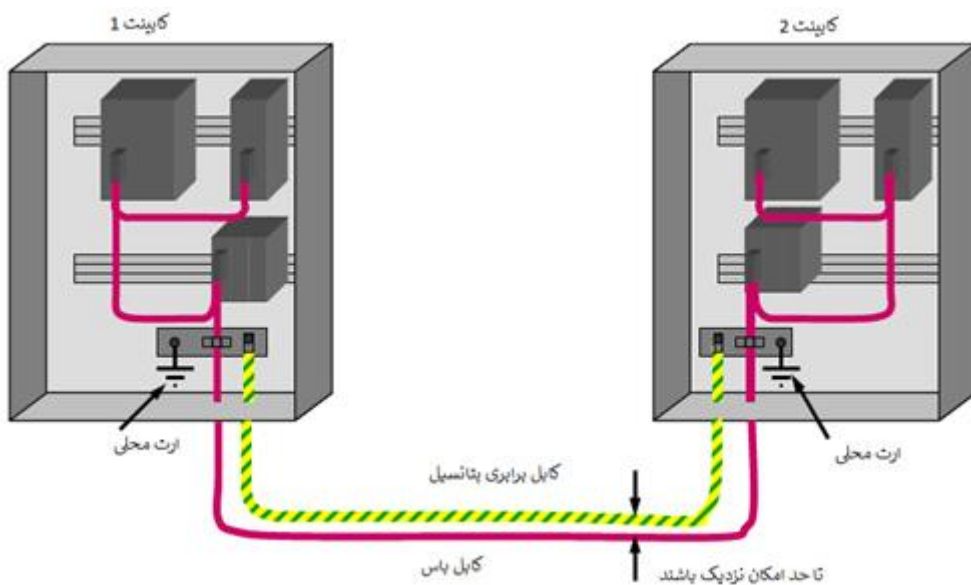 کابینت 1
کابینت 2
ارت محلی
ارت محلی
کابل برابری پتانسیل
کابل باس
تا حد امکان نزدیک باشند